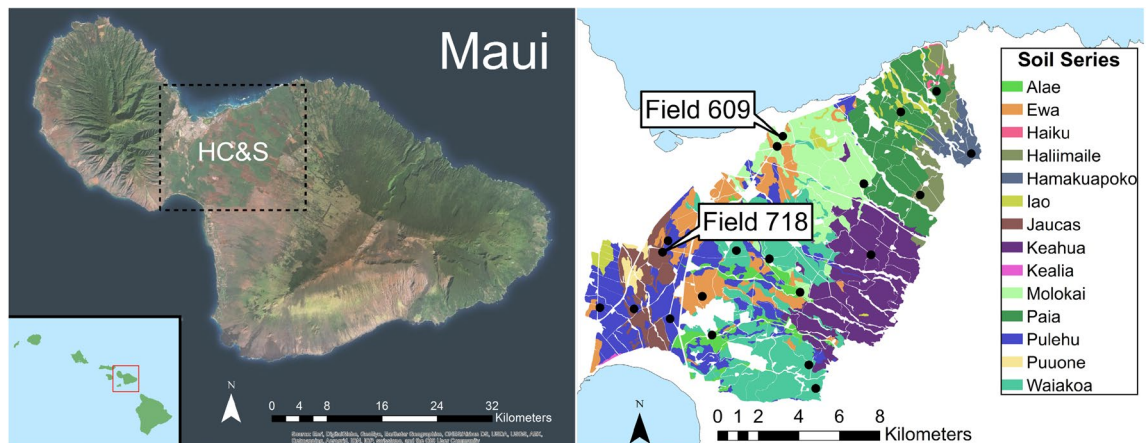 Maui
HC&S
N
0 4 8 16 24 32
Kilometers
Field 609
Field 718
Soil Series
Alae
Ewa
Haiku
Haliimaile
Hamakuapoko
Iao
Jaucas
Keahua
Kealia
Molokai
Paia
Pulehu
Puuone
Waiakoa
N
0 1 2 4 6 8
Kilometers